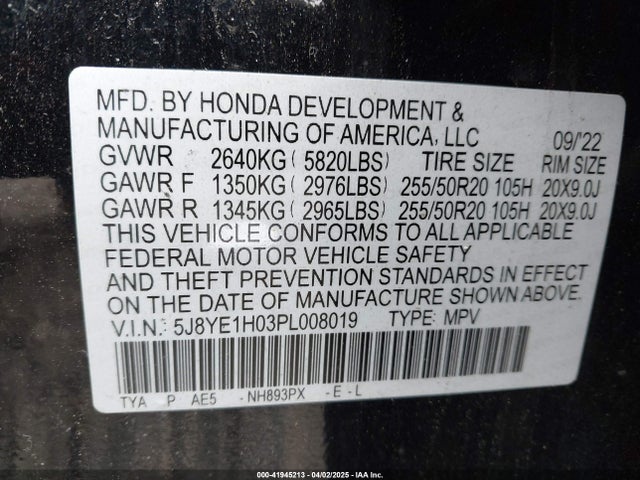 MFD. BY HONDA DEVELOPMENT &
MANUFACTURING OF AMERICA, LLC 09/'22
GVWR 2640KG ( 5820LBS) TIRE SIZE RIM SIZE
GAWR F 1350KG ( 2976LBS) 255/50R20 105H 20X9.0J
GAWR R 1345KG ( 2965LBS) 255/50R20 105H 20X9.0J
THIS VEHICLE CONFORMS TO ALL APPLICABLE
FEDERAL MOTOR VEHICLE SAFETY
AND THEFT PREVENTION STANDARDS IN EFFECT
ON THE DATE OF MANUFACTURE SHOWN ABOVE.
V.I.N.: 5J8YE1H03PL008019 TYPE: MPV
TYA P AE5 -NH893PX -E-L
000-41945213 - 04/02/2025 - IAA Inc.